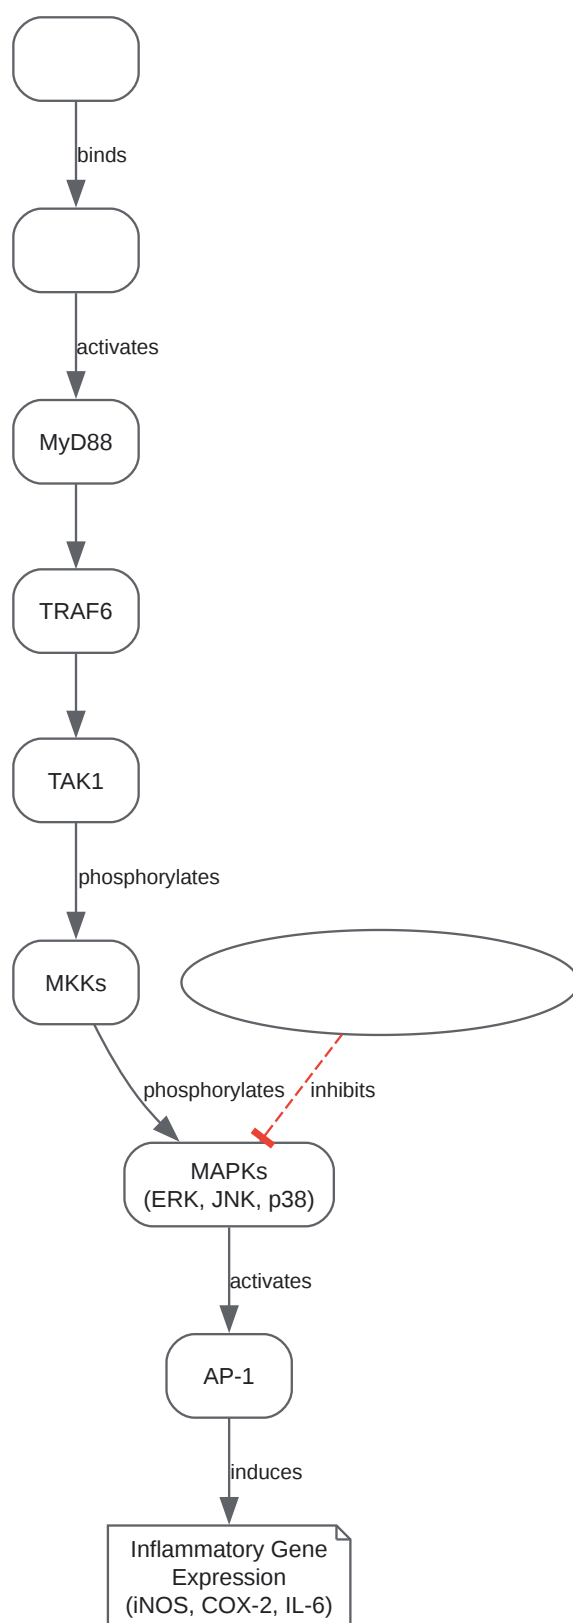 binds
activates
MyD88
TRAF6
TAK1
phosphorylates
MKKs
phosphorylates
inhibits
MAPKs
(ERK, JNK, p38)
activates
AP-1
induces
Inflammatory Gene
Expression
(iNOS, COX-2, IL-6)